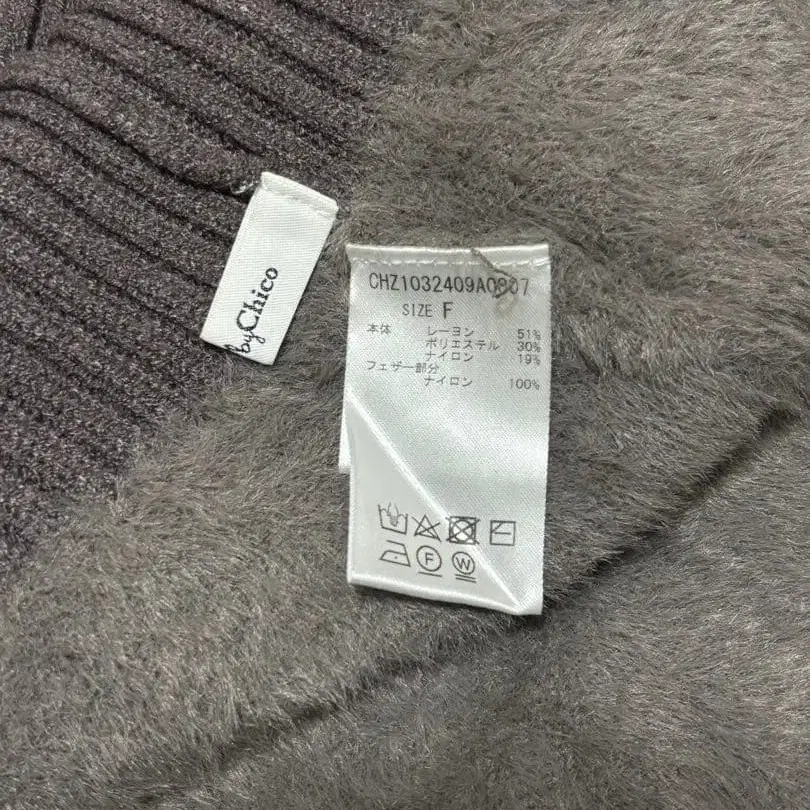 byChico
CHZ1032409A0807
SIZE F
本体 レーヨン 51%
ポリエステル 30%
ナイロン 19%
フェザー部分
ナイロン 100%
F W